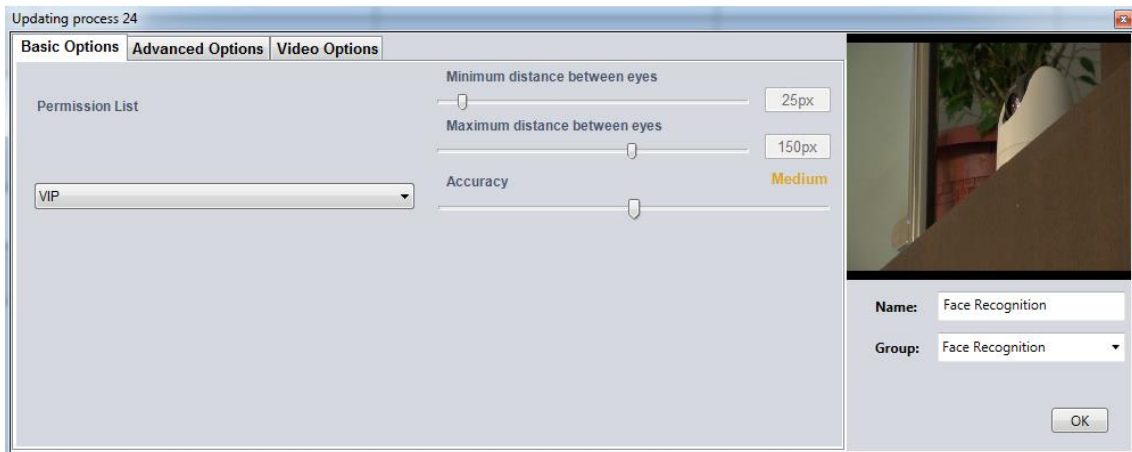 Updating process 24
Basic Options
Advanced Options
Video Options
Permission List
VIP
Minimum distance between eyes
25px
Maximum distance between eyes
150px
Accuracy
Medium
Name:
Face Recognition
Group:
Face Recognition
OK